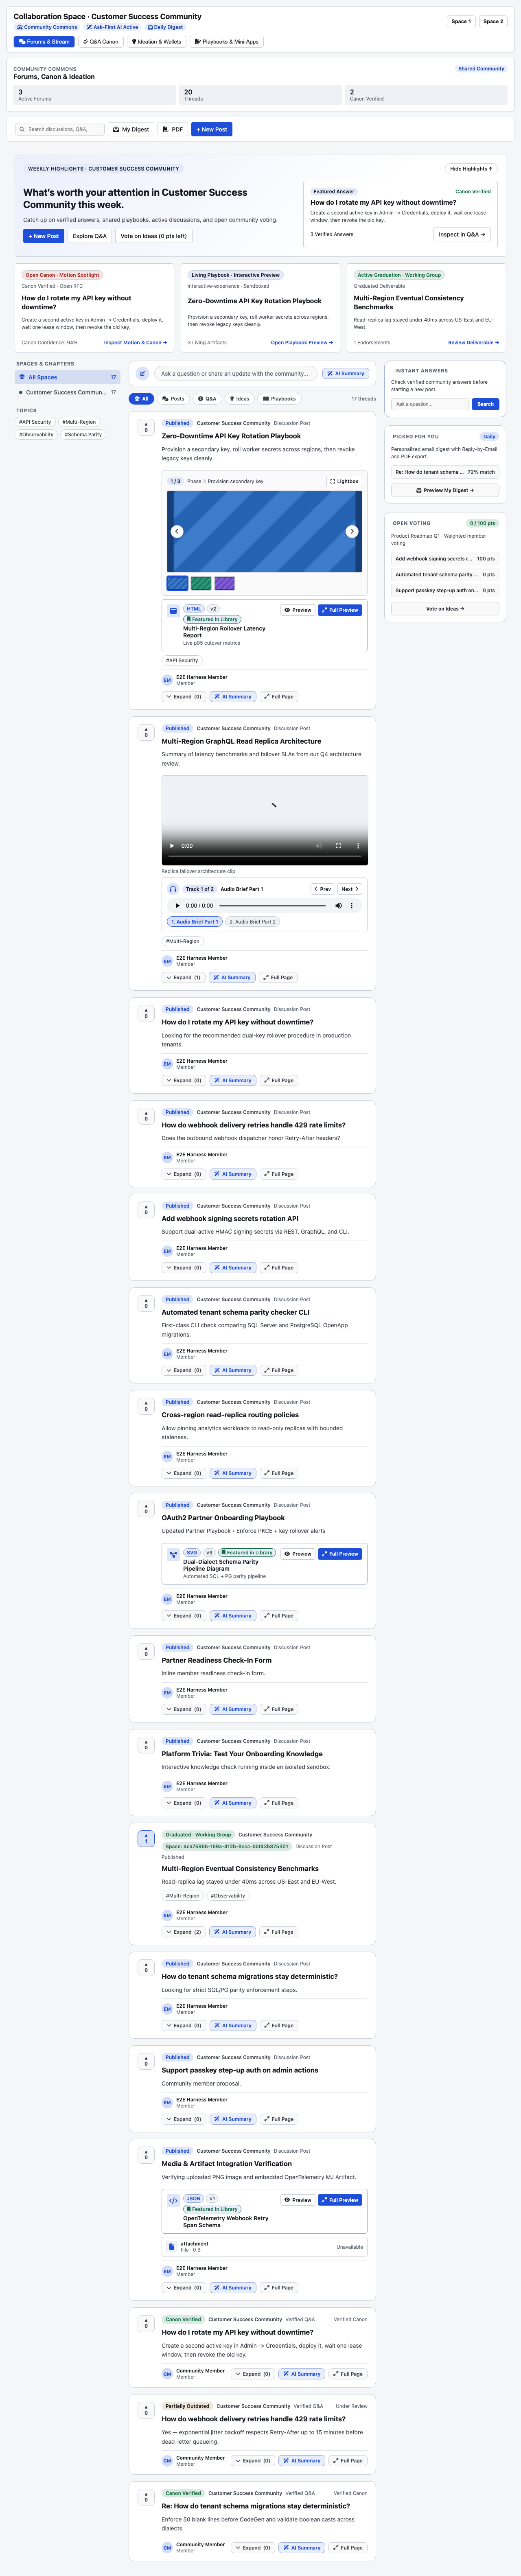 Collaboration Space · Customer Success Community
Community Commons
Ask-First AI Active
Daily Digest
Space 1
Space 2
Forums & Stream
Q&A Canon
Ideation & Wallets
Playbooks & Mini-Apps
COMMUNITY COMMONS
Forums, Canon & Ideation
Shared Community
3
Active Forums
20
Threads
2
Canon Verified
Search discussions, Q&A,
My Digest
PDF
+ New Post
WEEKLY HIGHLIGHTS · CUSTOMER SUCCESS COMMUNITY
Hide Highlights ↑
What's worth your attention in Customer Success
Community this week.
Catch up on verified answers, shared playbooks, active discussions, and open community voting.
+ New Post
Explore Q&A
Vote on Ideas (0 pts left)
Featured Answer
Canon Verified
How do I rotate my API key without downtime?
Create a second active key in Admin -> Credentials, deploy it, wait one lease
window, then revoke the old key.
3 Verified Answers
Inspect in Q&A →
Open Canon · Motion Spotlight
Canon Verified · Open RFC
How do I rotate my API key without
downtime?
Create a second active key in Admin -> Credentials, deploy it,
wait one lease window, then revoke the old key.
Canon Confidence: 94%
Inspect Motion & Canon →
Living Playbook · Interactive Preview
interactive-experience · Sandboxed
Zero-Downtime API Key Rotation Playbook
Provision a secondary key, roll worker secrets across regions,
then revoke legacy keys cleanly.
3 Living Artifacts
Open Playbook Preview →
Active Graduation · Working Group
Graduated Deliverable
Multi-Region Eventual Consistency
Benchmarks
Read-replica lag stayed under 40ms across US-East and EU-
West.
1 Endorsements
Review Deliverable →
SPACES & CHAPTERS
All Spaces 17
Customer Success Commun... 17
TOPICS
#API Security
#Multi-Region
#Observability
#Schema Parity
Ask a question or share an update with the community...
AI Summary
All
Posts
Q&A
Ideas
Playbooks
17 threads
▲
0
Published Customer Success Community Discussion Post
Zero-Downtime API Key Rotation Playbook
Provision a secondary key, roll worker secrets across regions, then revoke
legacy keys cleanly.
1 / 3 Phase 1: Provision secondary key
Lightbox
HTML v2
Featured in Library
Multi-Region Rollover Latency
Report
Live p95 cutover metrics
Preview
Full Preview
#API Security
EM
E2E Harness Member
Member
Expand (0)
AI Summary
Full Page
▲
0
Published Customer Success Community Discussion Post
Multi-Region GraphQL Read Replica Architecture
Summary of latency benchmarks and failover SLAs from our Q4 architecture
review.
0:00
Replica failover architecture clip
Track 1 of 2 Audio Brief Part 1
Prev
Next
0:00 / 0:00
1. Audio Brief Part 1
2. Audio Brief Part 2
#Multi-Region
EM
E2E Harness Member
Member
Expand (1)
AI Summary
Full Page
▲
0
Published Customer Success Community Discussion Post
How do I rotate my API key without downtime?
Looking for the recommended dual-key rollover procedure in production
tenants.
EM
E2E Harness Member
Member
Expand (0)
AI Summary
Full Page
▲
0
Published Customer Success Community Discussion Post
How do webhook delivery retries handle 429 rate limits?
Does the outbound webhook dispatcher honor Retry-After headers?
EM
E2E Harness Member
Member
Expand (0)
AI Summary
Full Page
▲
0
Published Customer Success Community Discussion Post
Add webhook signing secrets rotation API
Support dual-active HMAC signing secrets via REST, GraphQL, and CLI.
EM
E2E Harness Member
Member
Expand (0)
AI Summary
Full Page
▲
0
Published Customer Success Community Discussion Post
Automated tenant schema parity checker CLI
First-class CLI check comparing SQL Server and PostgreSQL OpenApp
migrations.
EM
E2E Harness Member
Member
Expand (0)
AI Summary
Full Page
▲
0
Published Customer Success Community Discussion Post
Cross-region read-replica routing policies
Allow pinning analytics workloads to read-only replicas with bounded
staleness.
EM
E2E Harness Member
Member
Expand (0)
AI Summary
Full Page
▲
0
Published Customer Success Community Discussion Post
OAuth2 Partner Onboarding Playbook
Updated Partner Playbook • Enforce PKCE + key rollover alerts
SVG v3 Featured in Library
Dual-Dialect Schema Parity
Pipeline Diagram
Automated SQL + PG parity pipeline
Preview
Full Preview
EM
E2E Harness Member
Member
Expand (0)
AI Summary
Full Page
▲
0
Published Customer Success Community Discussion Post
Partner Readiness Check-In Form
Inline member readiness check-in form.
EM
E2E Harness Member
Member
Expand (0)
AI Summary
Full Page
▲
0
Published Customer Success Community Discussion Post
Platform Trivia: Test Your Onboarding Knowledge
Interactive knowledge check running inside an isolated sandbox.
EM
E2E Harness Member
Member
Expand (0)
AI Summary
Full Page
▲
1
Graduated · Working Group Customer Success Community
Space: 4ca759bb-1b9a-412b-8ccc-bbf43b875301 Discussion Post
Published
Multi-Region Eventual Consistency Benchmarks
Read-replica lag stayed under 40ms across US-East and EU-West.
#Multi-Region
#Observability
EM
E2E Harness Member
Member
Expand (2)
AI Summary
Full Page
▲
0
Published Customer Success Community Discussion Post
How do tenant schema migrations stay deterministic?
Looking for strict SQL/PG parity enforcement steps.
EM
E2E Harness Member
Member
Expand (0)
AI Summary
Full Page
▲
0
Published Customer Success Community Discussion Post
Support passkey step-up auth on admin actions
Community member proposal.
EM
E2E Harness Member
Member
Expand (0)
AI Summary
Full Page
▲
0
Published Customer Success Community Discussion Post
Media & Artifact Integration Verification
Verifying uploaded PNG image and embedded OpenTelemetry MJ Artifact.
JSON v1
Featured in Library
OpenTelemetry Webhook Retry
Span Schema
Preview
Full Preview
attachment
File · 0 B
Unavailable
EM
E2E Harness Member
Member
Expand (0)
AI Summary
Full Page
▲
0
Canon Verified Customer Success Community Verified Q&A Verified Canon
How do I rotate my API key without downtime?
Create a second active key in Admin -> Credentials, deploy it, wait one lease
window, then revoke the old key.
CM
Community Member
Member
Expand (0)
AI Summary
Full Page
▲
0
Partially Outdated Customer Success Community Verified Q&A Under Review
How do webhook delivery retries handle 429 rate limits?
Yes — exponential jitter backoff respects Retry-After up to 15 minutes before
dead-letter queueing.
CM
Community Member
Member
Expand (0)
AI Summary
Full Page
▲
0
Canon Verified Customer Success Community Verified Q&A Verified Canon
Re: How do tenant schema migrations stay deterministic?
Enforce 50 blank lines before CodeGen and validate boolean casts across
dialects.
CM
Community Member
Member
Expand (0)
AI Summary
Full Page
INSTANT ANSWERS
Check verified community answers before
starting a new post.
Ask a question...
Search
PICKED FOR YOU
Daily
Personalized email digest with Reply-by-Email
and PDF export.
Re: How do tenant schema ... 72% match
Preview My Digest →
OPEN VOTING
0 / 100 pts
Product Roadmap Q1 · Weighted member
voting
Add webhook signing secrets r... 100 pts
Automated tenant schema parity ... 0 pts
Support passkey step-up auth on... 0 pts
Vote on Ideas →